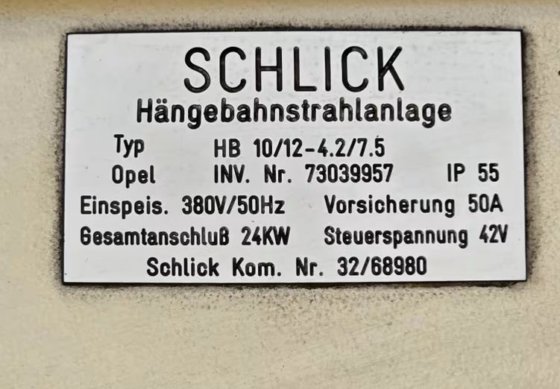 SCHLICK
Hängebahnstrahlanlage
Typ HB 10/12-4.2/7.5
Opel INV. Nr. 73039957 IP 55
Einspeis. 380V/50Hz Vorsicherung 50A
Gesamtanschluß 24KW Steuerspannung 42V
Schlick Kom. Nr. 32/68980